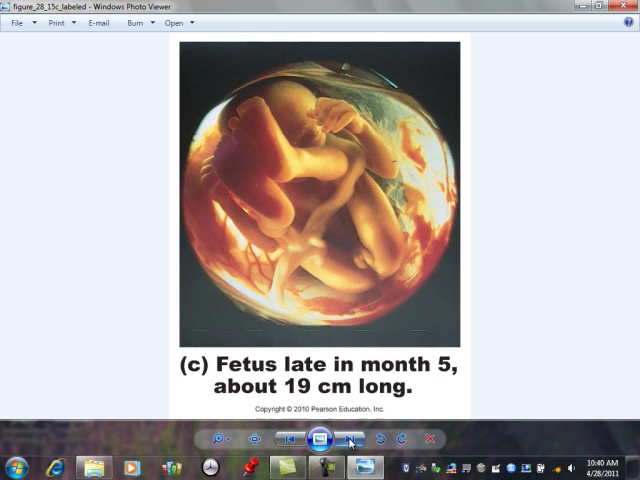 figure_28_15c_labeled - Windows Photo Viewer
File Print E-mail Burn Open
(c) Fetus late in month 5,
about 19 cm long.
Copyright © 2010 Pearson Education, Inc.
10:40 AM
4/28/2011